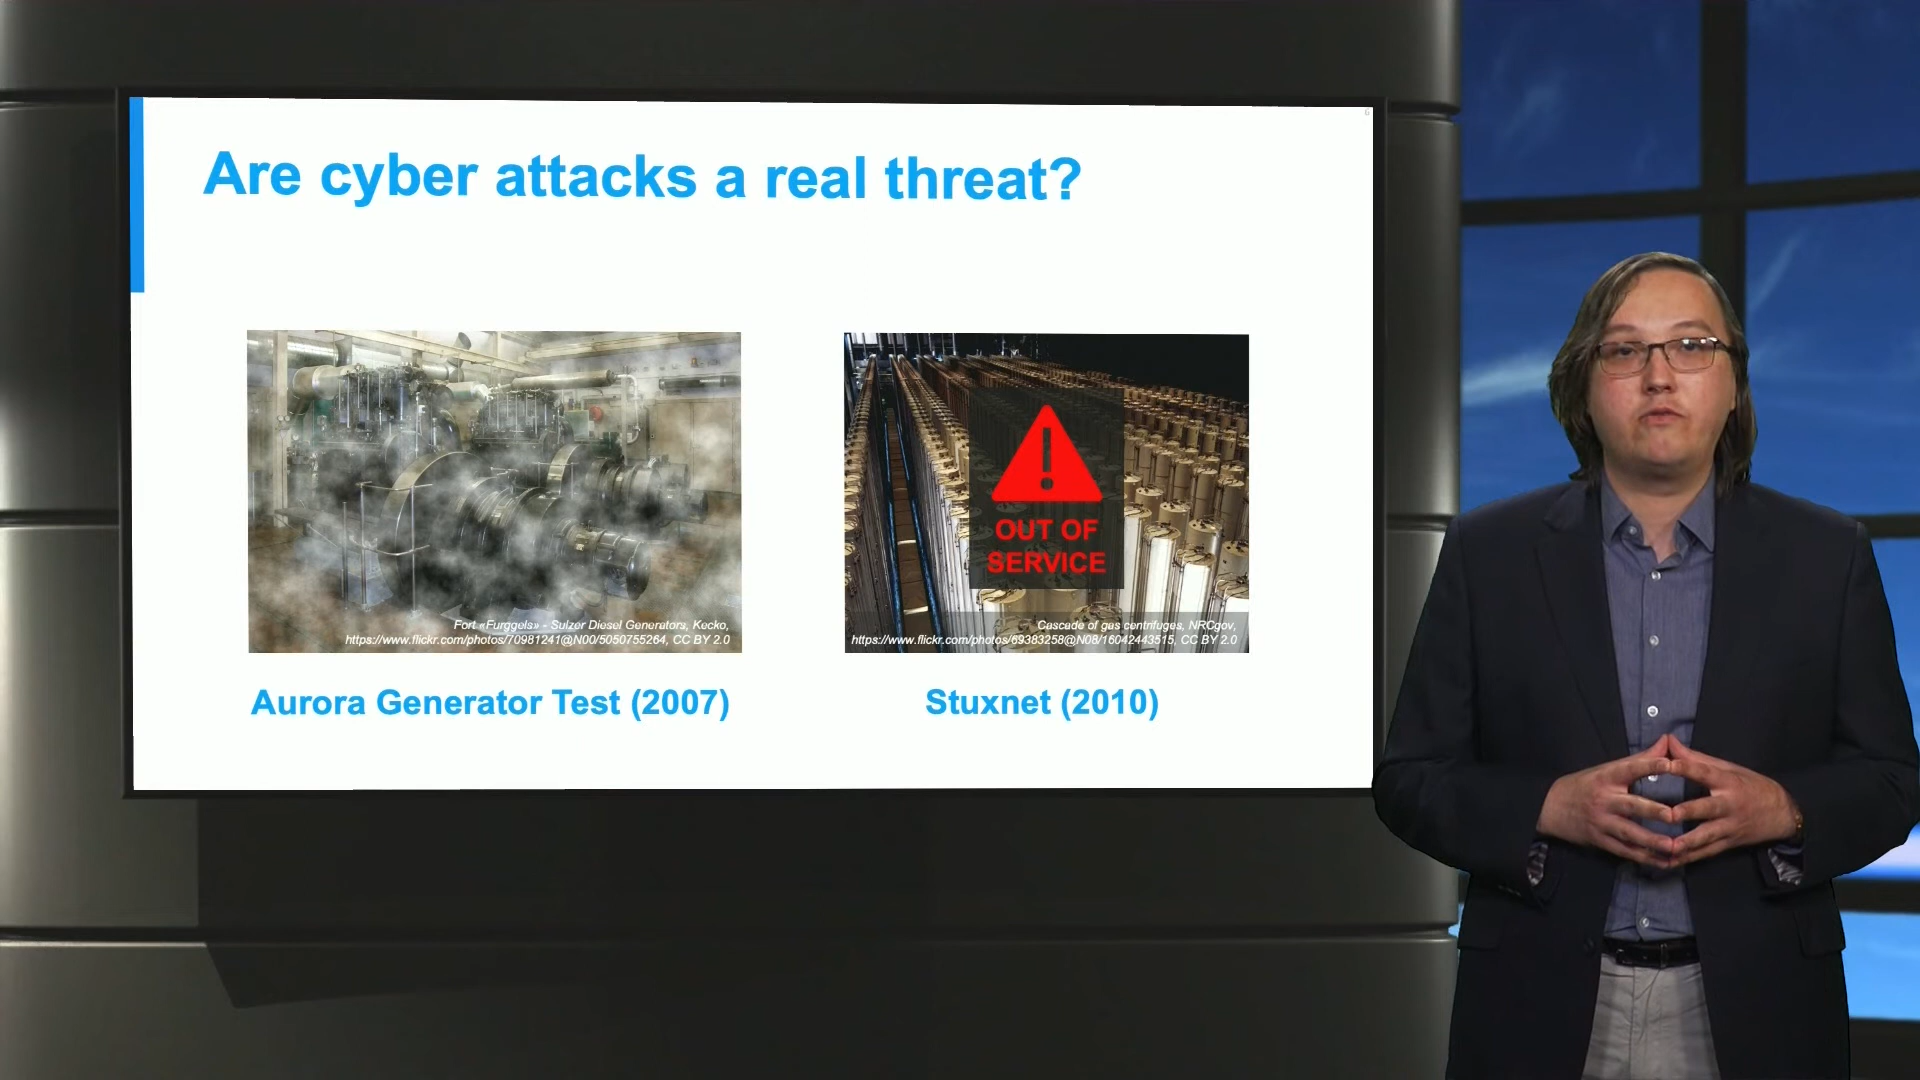 Are cyber attacks a real threat?
OUT OF
SERVICE
Fort «Furggels» - Sulzer Diesel Generators, Kecko,
https://www.flickr.com/photos/70981241@N00/5050755264, CC BY 2.0
Cascade of gas centrifuges, NRCgov,
https://www.flickr.com/photos/69383258@N08/16042443515, CC BY 2.0
Aurora Generator Test (2007)
Stuxnet (2010)